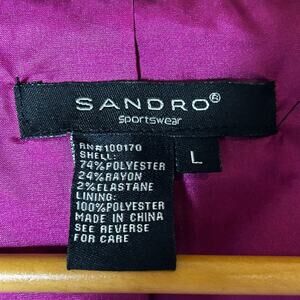 SANDRO®
Sportswear
L
RN#100170
SHELL:
74%POLYESTER
24%RAYON
2%ELASTANE
LINING:
100%POLYESTER
MADE IN CHINA
SEE REVERSE
FOR CARE